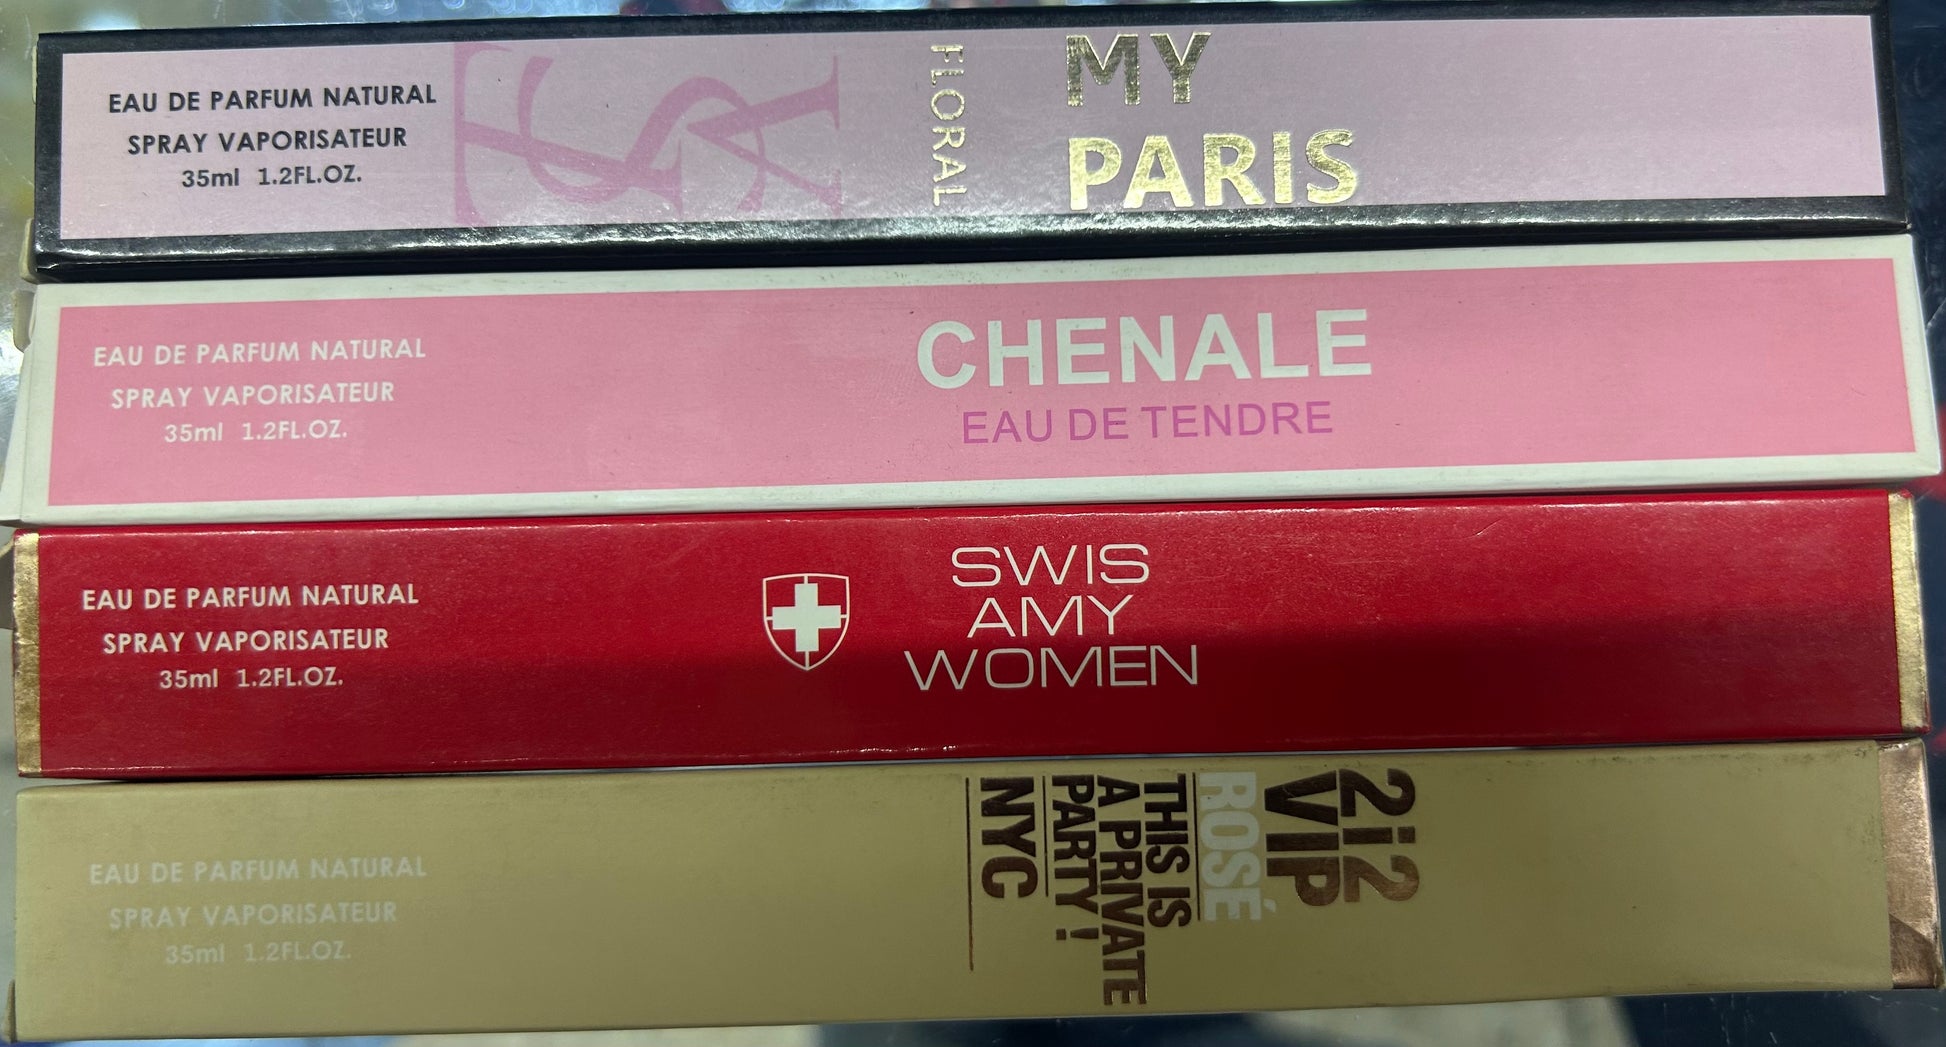 EAU DE PARFUM NATURAL
SPRAY VAPORISATEUR
35ml 1.2FL.OZ.
FLORAL
MY
PARIS
EAU DE PARFUM NATURAL
SPRAY VAPORISATEUR
35ml 1.2FL.OZ.
CHENALE
EAU DE TENDRE
EAU DE PARFUM NATURAL
SPRAY VAPORISATEUR
35ml 1.2FL.OZ.
SWIS
AMY
WOMEN
EAU DE PARFUM NATURAL
SPRAY VAPORISATEUR
35ml 1.2FL.OZ.
2i2
VIP
ROSÉ
THIS IS
A PRIVATE
PARTY!
NYC